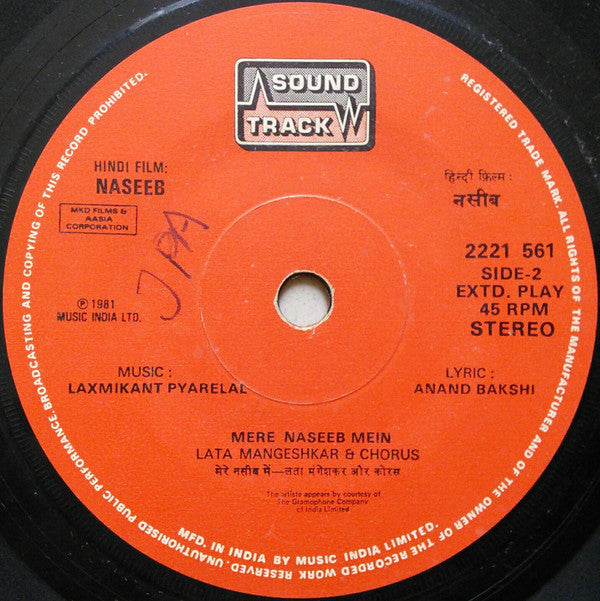 SOUND
TRACK
HINDI FILM:
NASEEB
MKD FILMS &
AASIA
CORPORATION
JPA
℗ 1981
MUSIC INDIA LTD.
हिन्दी फ़िल्म :
नसीब
2221 561
SIDE-2
EXTD. PLAY
45 RPM
STEREO
MUSIC :
LAXMIKANT PYARELAL
LYRIC :
ANAND BAKSHI
MERE NASEEB MEIN
LATA MANGESHKAR & CHORUS
मेरे नसीब में—लता मंगेशकर और कोरस
The artiste appears by courtesy of
The Gramophone Company
of India Limited
MFD. IN INDIA BY MUSIC INDIA LIMITED.
REGISTERED TRADE MARK. ALL RIGHTS OF THE MANUFACTURER AND OF THE OWNER OF THE RECORDED WORK RESERVED. UNAUTHORISED PUBLIC PERFORMANCE, BROADCASTING AND COPYING OF THIS RECORD PROHIBITED.